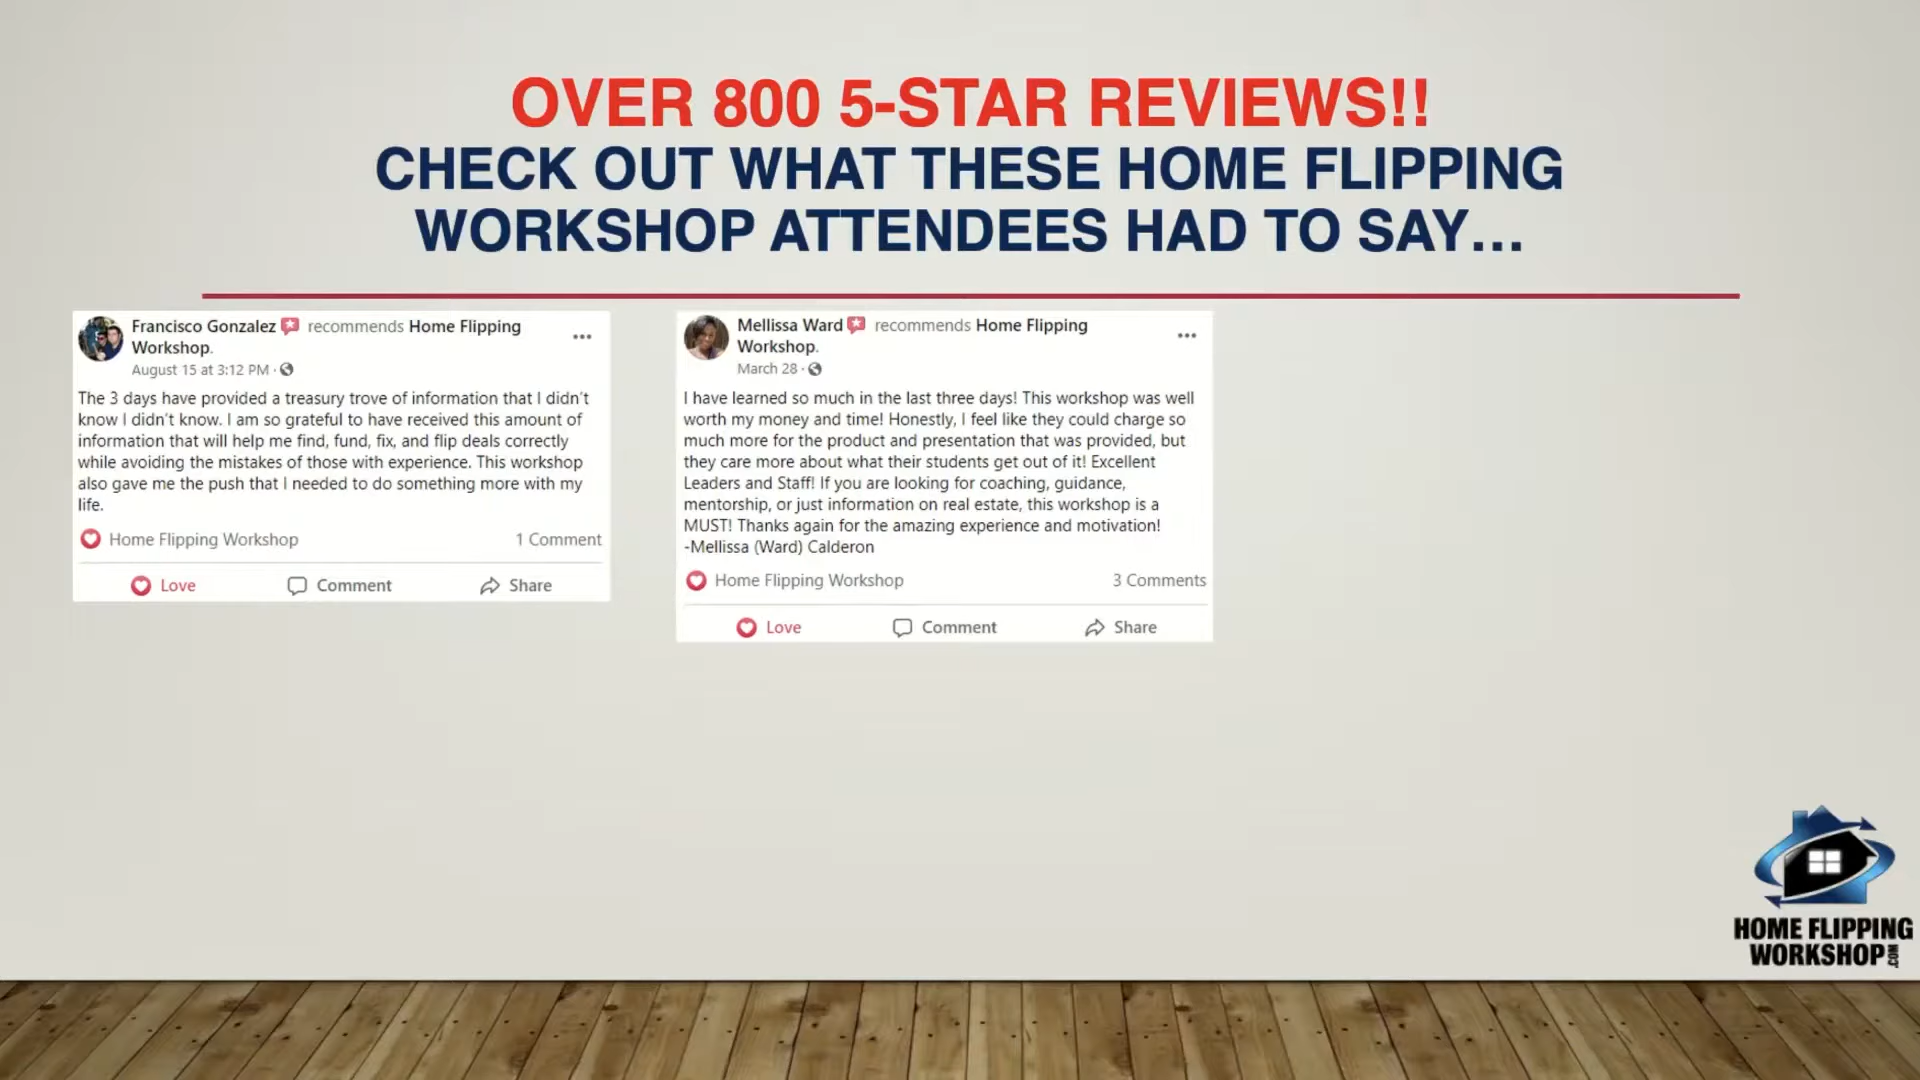 OVER 800 5-STAR REVIEWS!!
CHECK OUT WHAT THESE HOME FLIPPING
WORKSHOP ATTENDEES HAD TO SAY...
Francisco Gonzalez recommends Home Flipping
Workshop.
August 15 at 3:12 PM ·
The 3 days have provided a treasury trove of information that I didn't
know I didn't know. I am so grateful to have received this amount of
information that will help me find, fund, fix, and flip deals correctly
while avoiding the mistakes of those with experience. This workshop
also gave me the push that I needed to do something more with my
life.
Home Flipping Workshop 1 Comment
Love Comment Share
Mellissa Ward recommends Home Flipping
Workshop.
March 28 ·
I have learned so much in the last three days! This workshop was well
worth my money and time! Honestly, I feel like they could charge so
much more for the product and presentation that was provided, but
they care more about what their students get out of it! Excellent
Leaders and Staff! If you are looking for coaching, guidance,
mentorship, or just information on real estate, this workshop is a
MUST! Thanks again for the amazing experience and motivation!
-Mellissa (Ward) Calderon
Home Flipping Workshop 3 Comments
Love Comment Share
HOME FLIPPING
WORKSHOP.COM